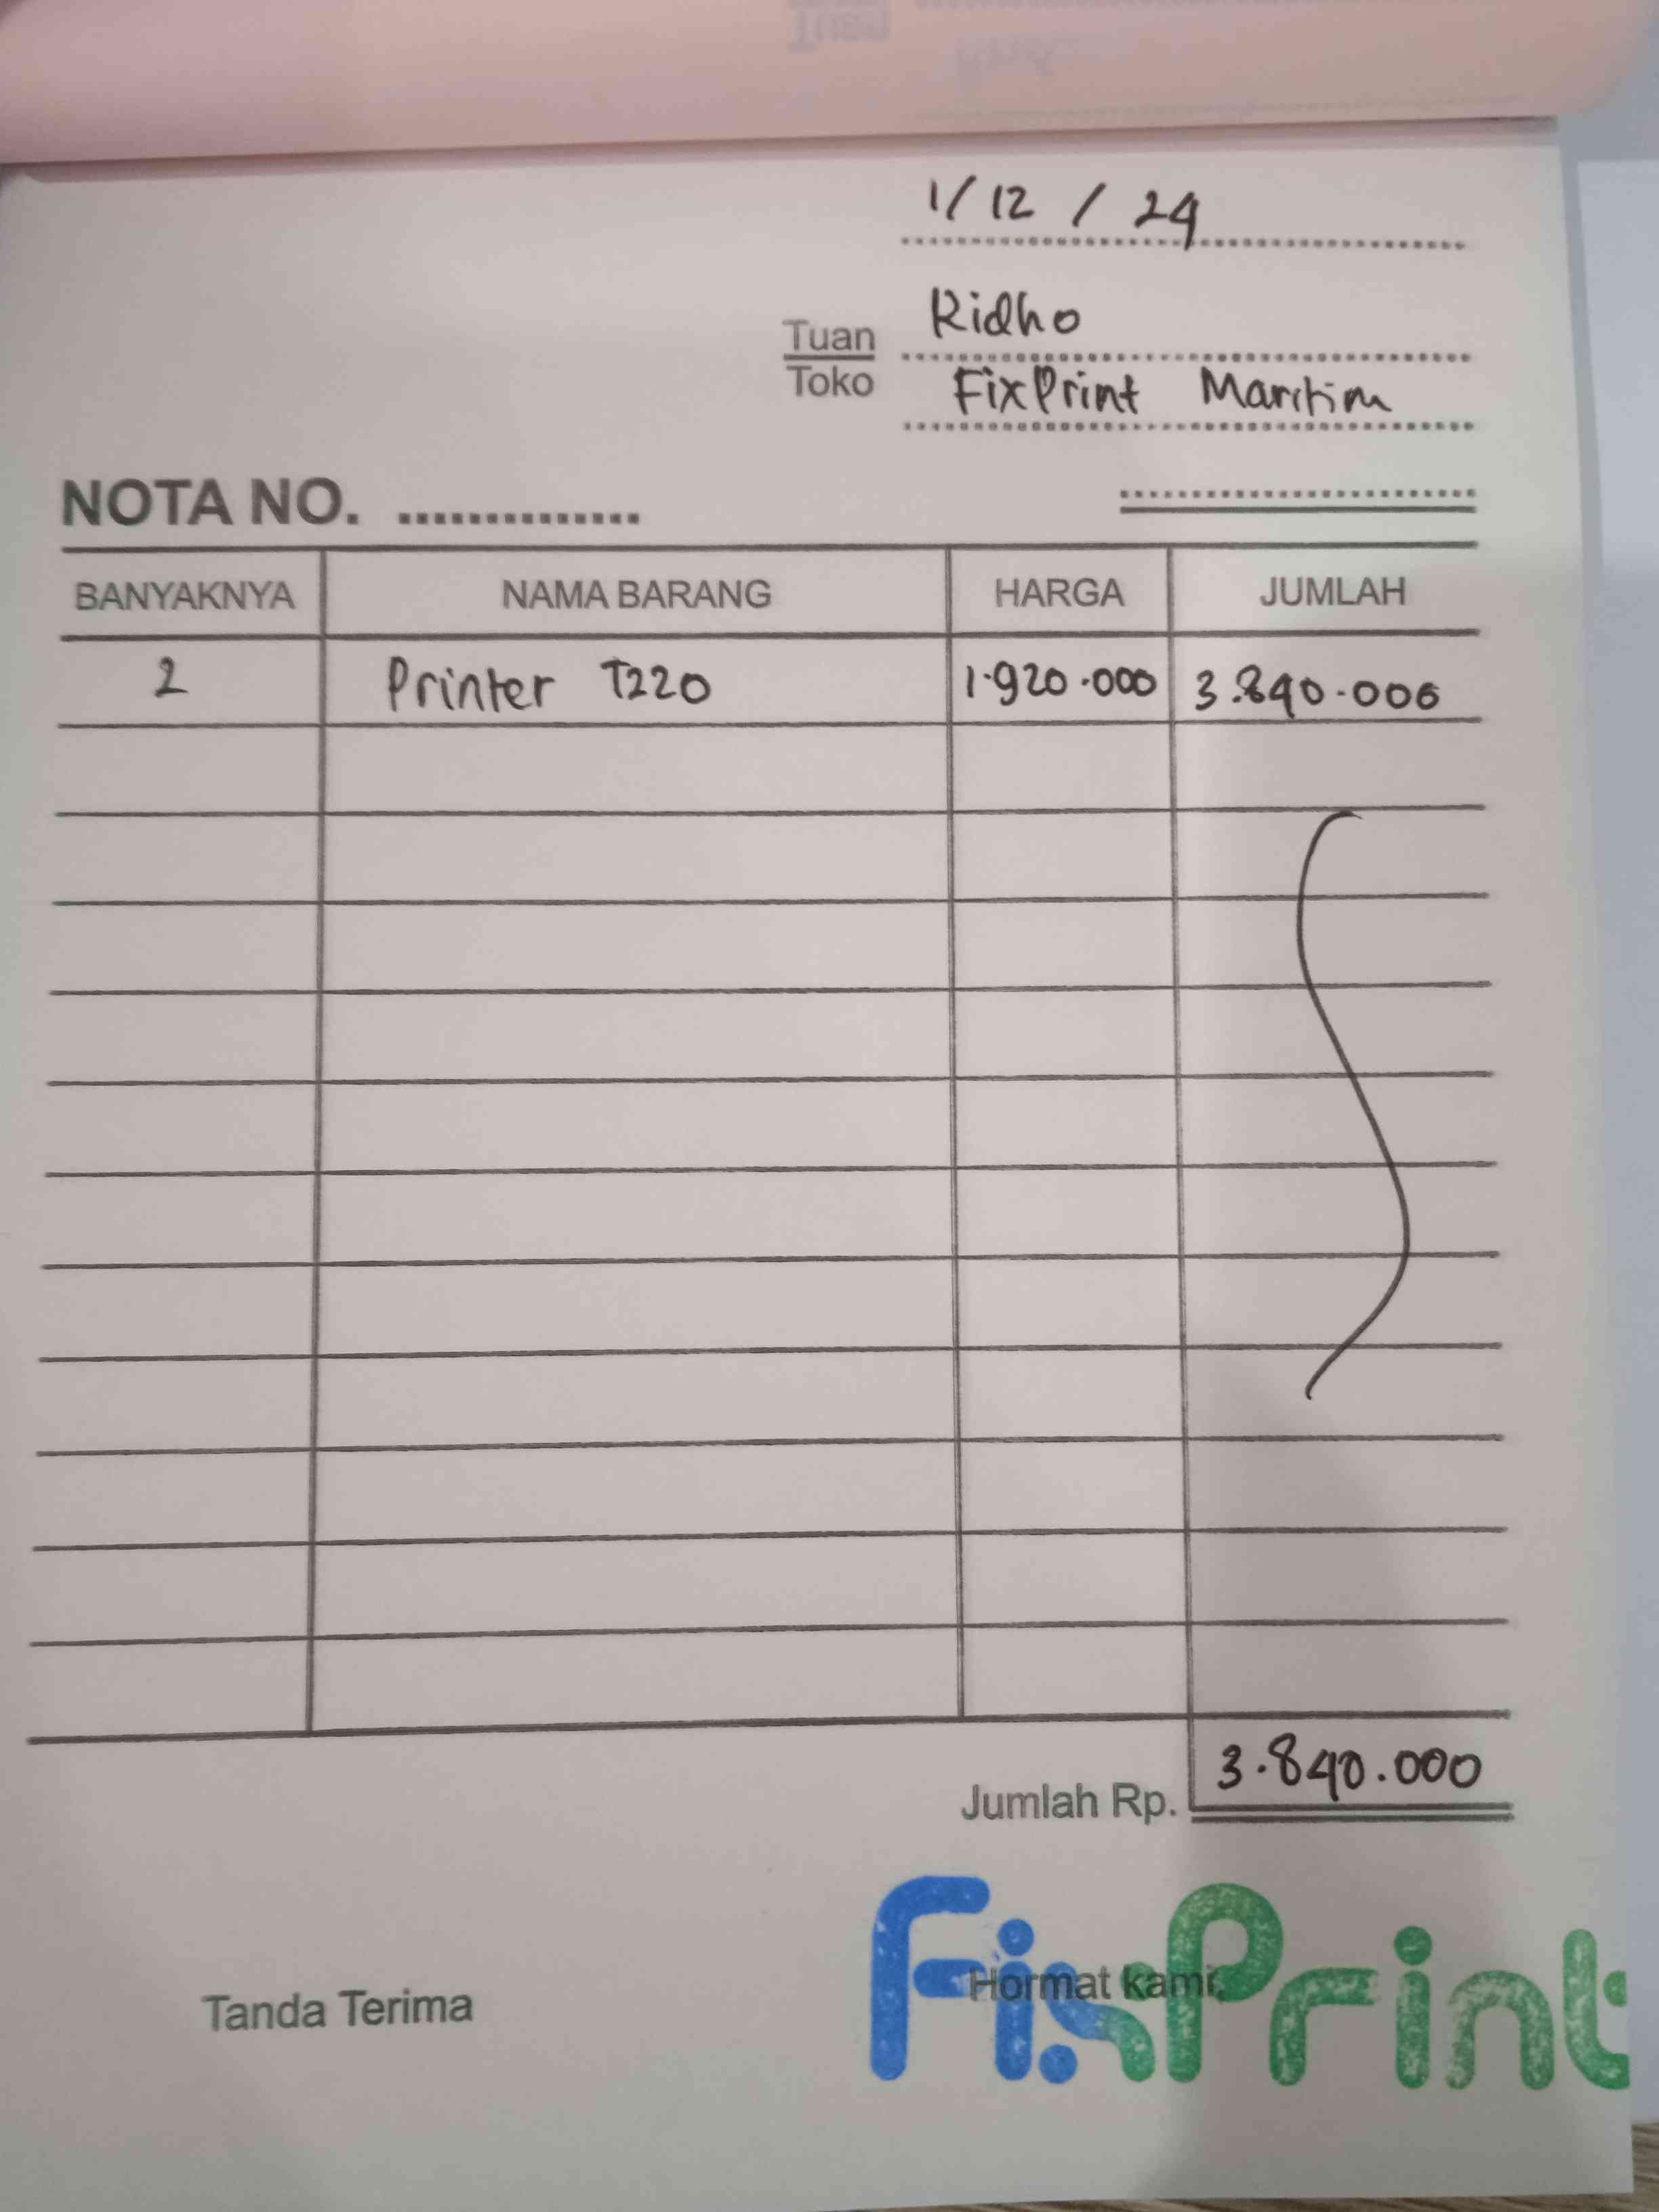 1/12/24
Tuan Ridho
Toko FixPrint Maritim
NOTA NO. ...............
BANYAKNYA NAMA BARANG HARGA JUMLAH
2 Printer T220 1.920.000 3.840.000
Jumlah Rp. 3.840.000
Tanda Terima Hormat kami,
FixPrint